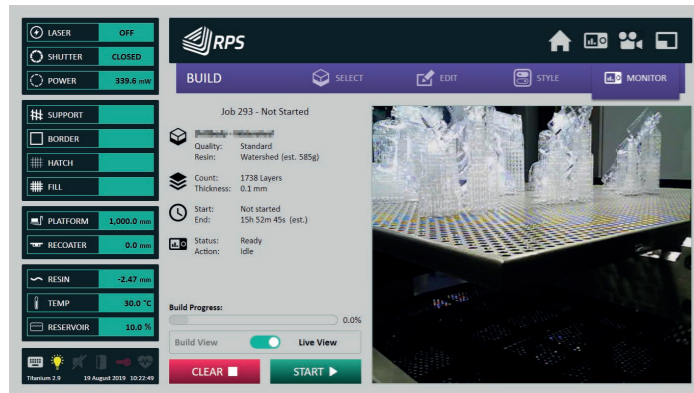 LASER OFF
SHUTTER CLOSED
POWER 339.6 mW
SUPPORT
BORDER
HATCH
FILL
PLATFORM 1,000.0 mm
RECOATER 0.0 mm
RESIN -2.47 mm
TEMP 30.0 °C
RESERVOIR 10.0 %
Titanium 2.9 19 August 2019 10:22:49
RPS
BUILD SELECT EDIT STYLE MONITOR
Job 293 - Not Started
Quality: Standard
Resin: Watershed (est. 585g)
Count: 1738 Layers
Thickness: 0.1 mm
Start: Not started
End: 15h 52m 45s (est.)
Status: Ready
Action: Idle
Build Progress:
0.0%
Build View Live View
CLEAR START